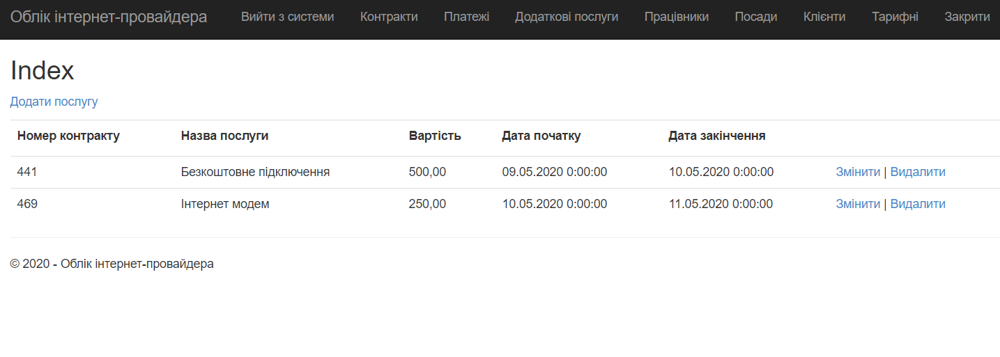 Облік інтернет-провайдера Вийти з системи Контракти Платежі Додаткові послуги Працівники Посади Клієнти Тарифні Закрити
Index
Додати послугу
Номер контракту Назва послуги Вартість Дата початку Дата закінчення
441 Безкоштовне підключення 500,00 09.05.2020 0:00:00 10.05.2020 0:00:00 Змінити | Видалити
469 Інтернет модем 250,00 10.05.2020 0:00:00 11.05.2020 0:00:00 Змінити | Видалити
© 2020 - Облік інтернет-провайдера